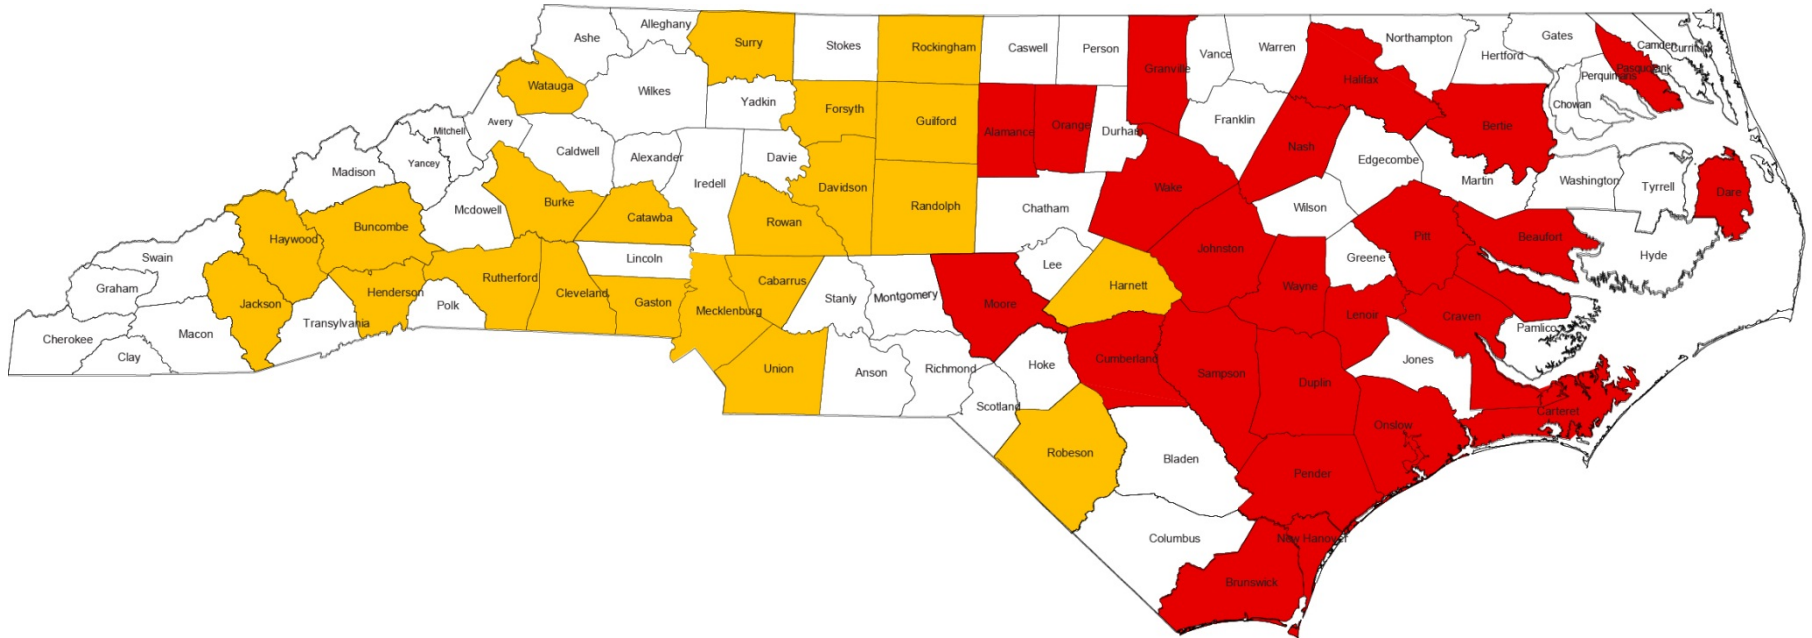 Alleghany
Ashe
Surry
Stokes
Rockingham
Caswell
Person
Vance
Warren
Northampton
Gates
Camden
Currituck
Hertford
Granville
Halifax
Pasquotank
Perquimans
Watauga
Wilkes
Yadkin
Forsyth
Guilford
Chowan
Franklin
Bertie
Avery
Mitchell
Alamance
Orange
Durham
Nash
Caldwell
Alexander
Davie
Yancey
Madison
Iredell
Edgecombe
Davidson
Wake
Martin
Washington
Tyrrell
Dare
Burke
Mcdowell
Catawba
Rowan
Randolph
Chatham
Wilson
Buncombe
Haywood
Pitt
Beaufort
Johnston
Swain
Lincoln
Lee
Greene
Hyde
Graham
Rutherford
Cabarrus
Harnett
Wayne
Henderson
Cleveland
Gaston
Stanly
Montgomery
Moore
Jackson
Polk
Mecklenburg
Lenoir
Craven
Transylvania
Macon
Pamlico
Cherokee
Clay
Union
Anson
Richmond
Hoke
Cumberland
Sampson
Duplin
Jones
Scotland
Carteret
Onslow
Robeson
Bladen
Pender
Columbus
New Hanover
Brunswick